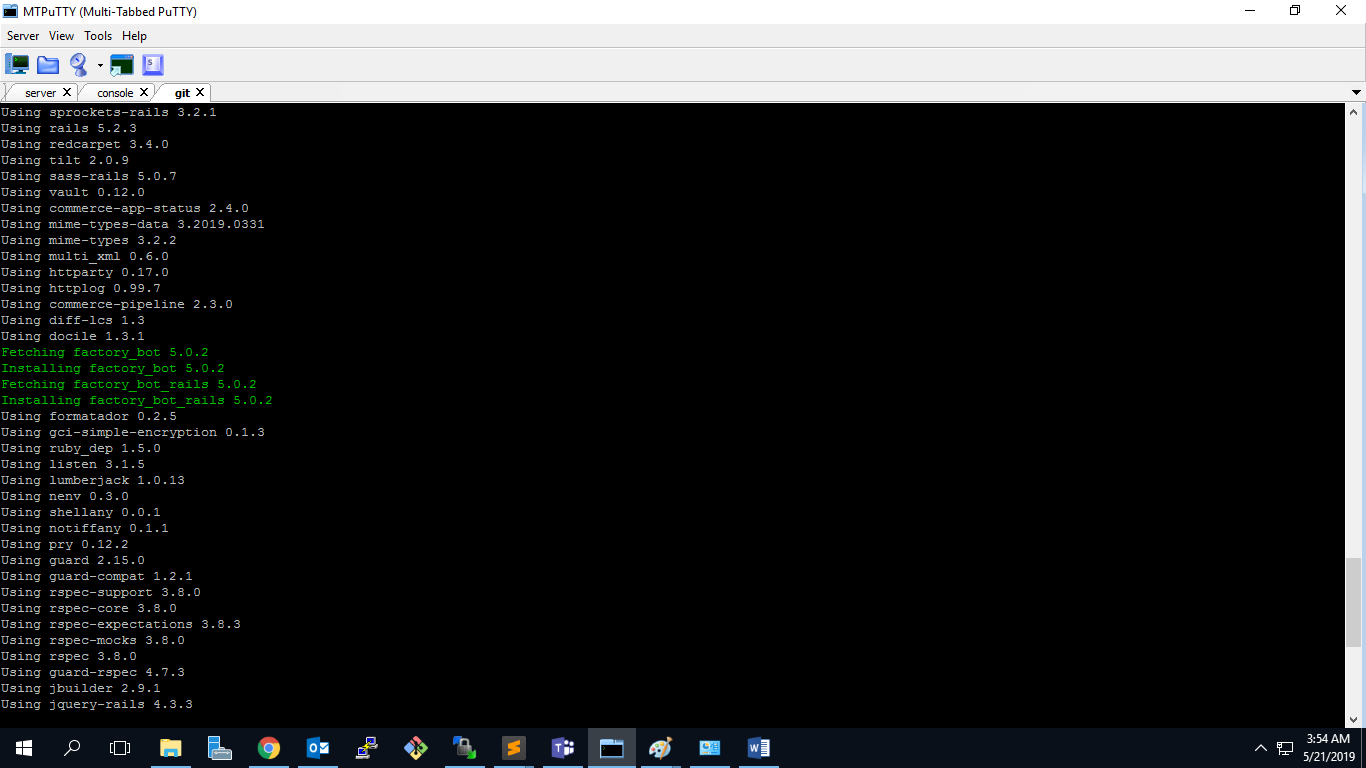 MTPuTTY (Multi-Tabbed PuTTY)
Server View Tools Help
server console git
Using sprockets-rails 3.2.1
Using rails 5.2.3
Using redcarpet 3.4.0
Using tilt 2.0.9
Using sass-rails 5.0.7
Using vault 0.12.0
Using commerce-app-status 2.4.0
Using mime-types-data 3.2019.0331
Using mime-types 3.2.2
Using multi_xml 0.6.0
Using httparty 0.17.0
Using httplog 0.99.7
Using commerce-pipeline 2.3.0
Using diff-lcs 1.3
Using docile 1.3.1
Fetching factory_bot 5.0.2
Installing factory_bot 5.0.2
Fetching factory_bot_rails 5.0.2
Installing factory_bot_rails 5.0.2
Using formatador 0.2.5
Using gci-simple-encryption 0.1.3
Using ruby_dep 1.5.0
Using listen 3.1.5
Using lumberjack 1.0.13
Using nenv 0.3.0
Using shellany 0.0.1
Using notiffany 0.1.1
Using pry 0.12.2
Using guard 2.15.0
Using guard-compat 1.2.1
Using rspec-support 3.8.0
Using rspec-core 3.8.0
Using rspec-expectations 3.8.3
Using rspec-mocks 3.8.0
Using rspec 3.8.0
Using guard-rspec 4.7.3
Using jbuilder 2.9.1
Using jquery-rails 4.3.3
3:54 AM
5/21/2019